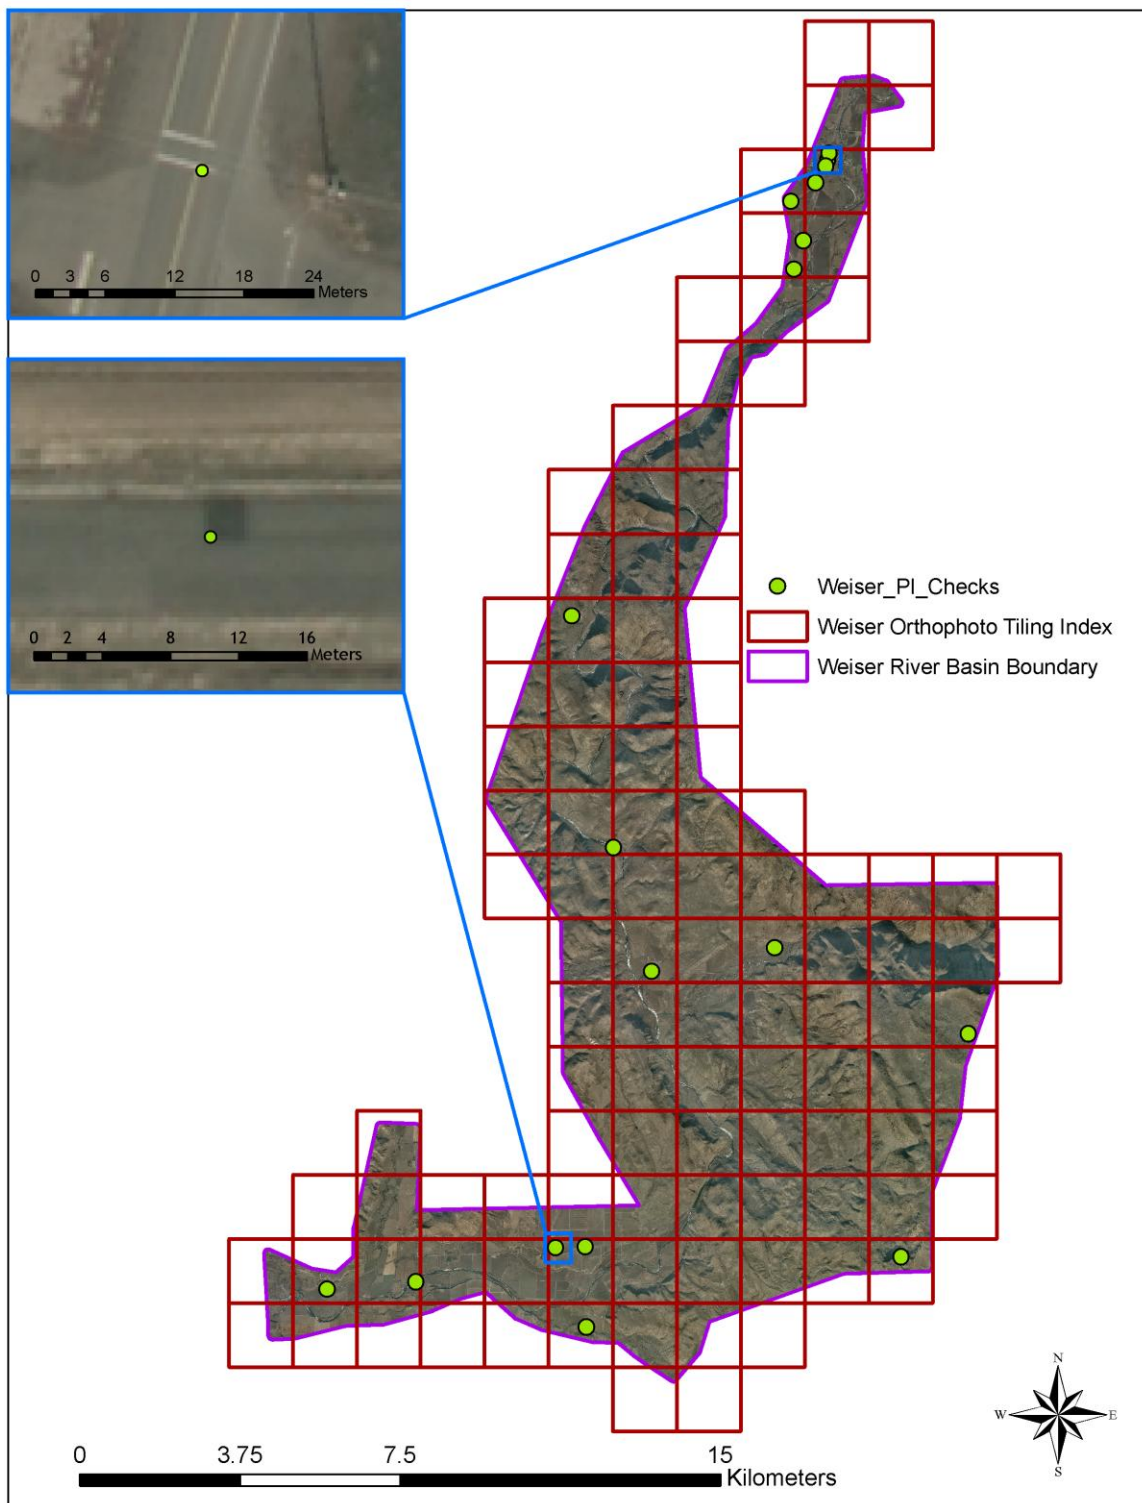 0 3 6 12 18 24
Meters
0 2 4 8 12 16
Meters
Weiser_PI_Checks
Weiser Orthophoto Tiling Index
Weiser River Basin Boundary
N
W E
S
0 3.75 7.5 15
Kilometers